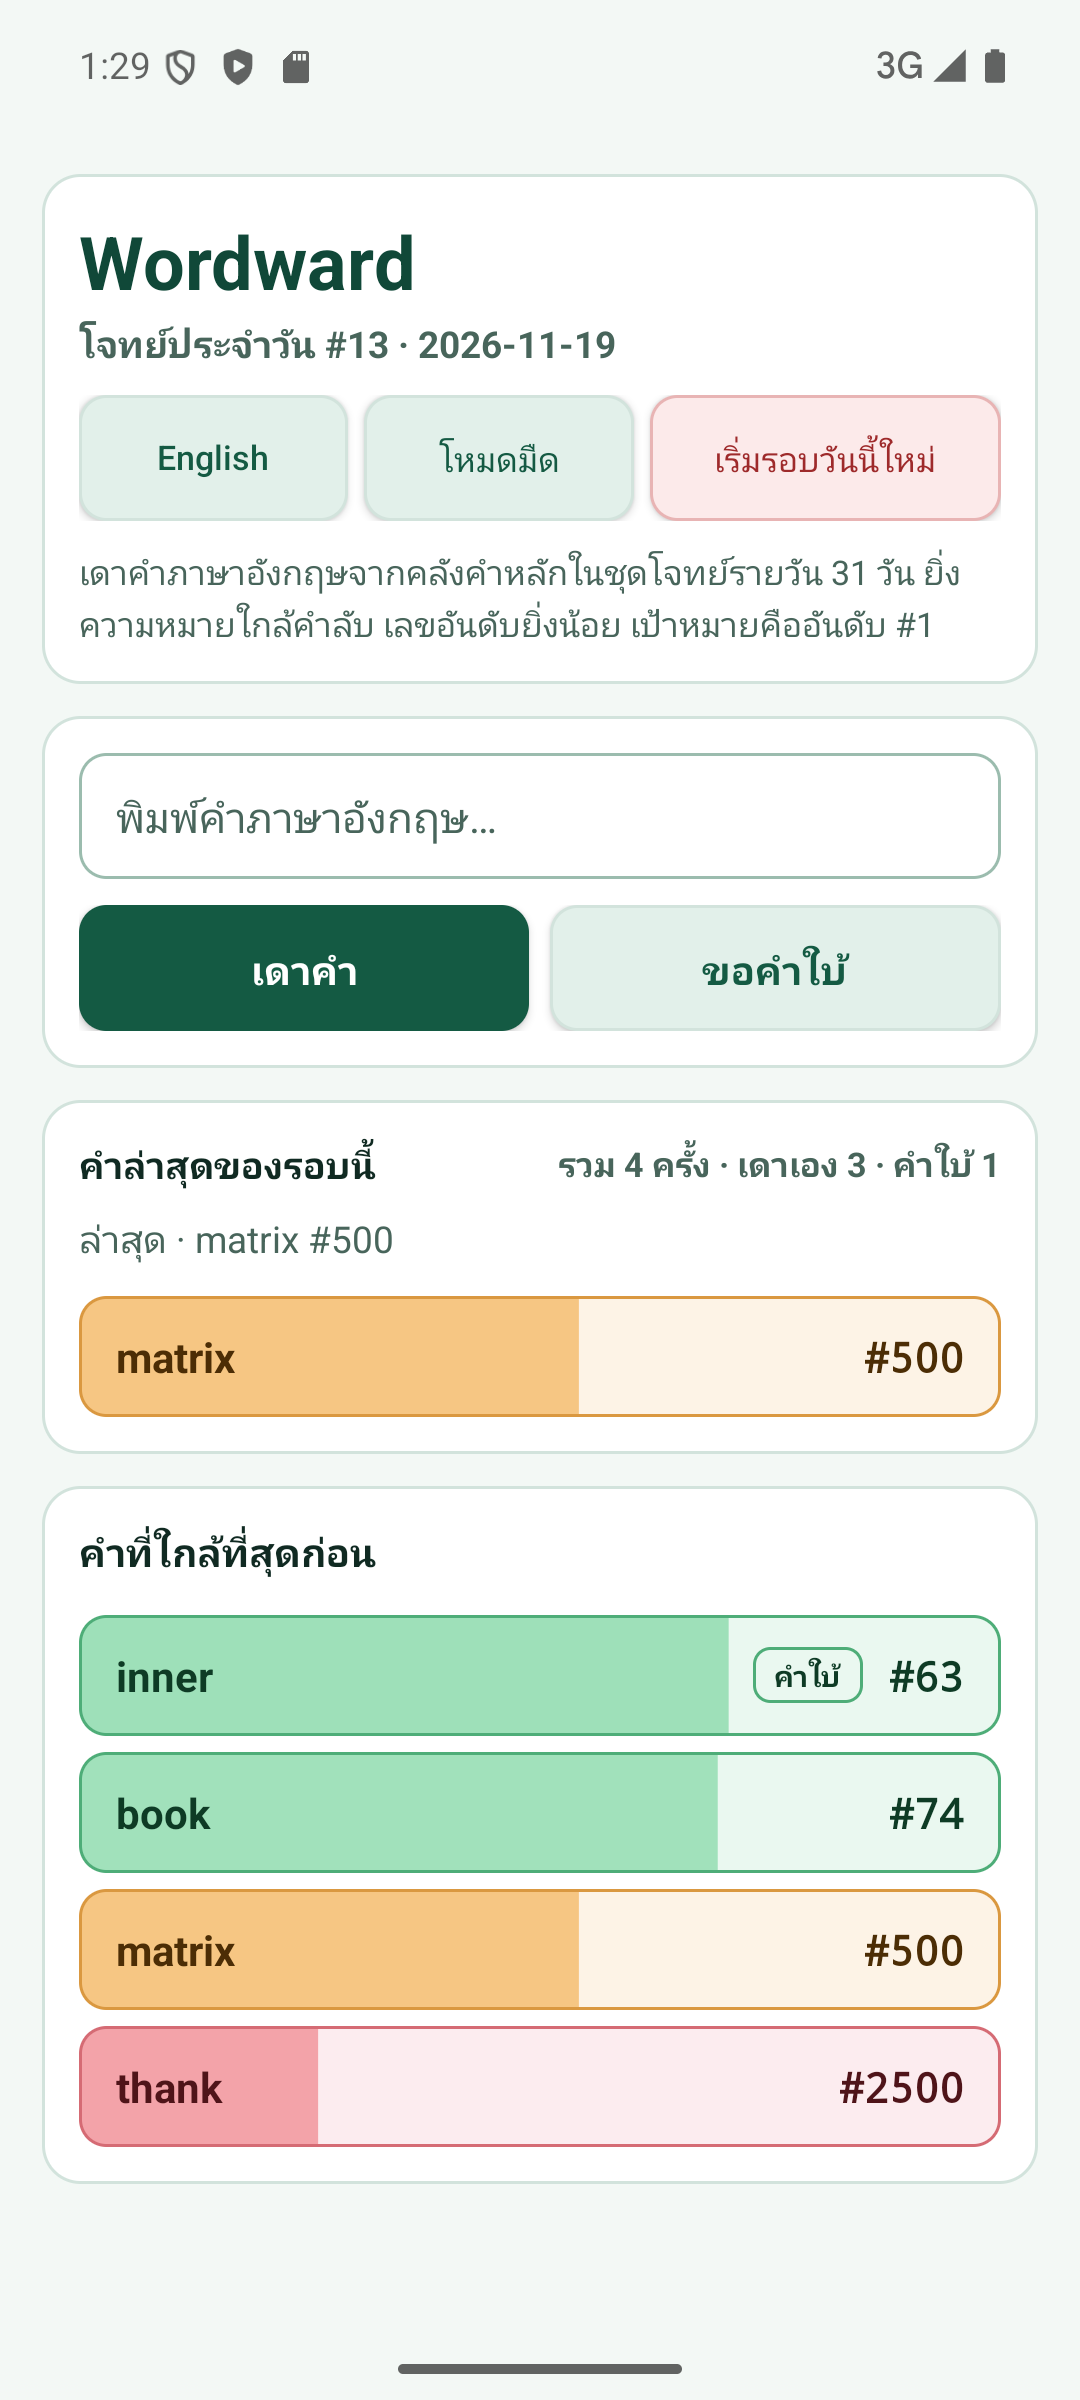 1:29
3G
Wordward
โจทย์ประจำวัน #13 · 2026-11-19
English
โหมดมืด
เริ่มรอบวันนี้ใหม่
เดาคำภาษาอังกฤษจากคลังคำหลักในชุดโจทย์รายวัน 31 วัน ยิ่ง
ความหมายใกล้คำลับ เลขอันดับยิ่งน้อย เป้าหมายคืออันดับ #1
พิมพ์คำภาษาอังกฤษ...
เดาคำ
ขอคำใบ้
คำล่าสุดของรอบนี้
รวม 4 ครั้ง · เดาเอง 3 · คำใบ้ 1
ล่าสุด · matrix #500
matrix #500
คำที่ใกล้ที่สุดก่อน
inner คำใบ้ #63
book #74
matrix #500
thank #2500